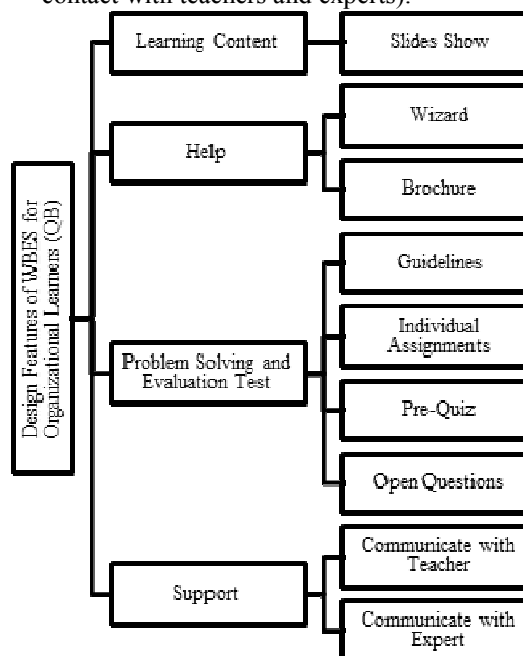 contact with teachers and experts).
Learning Content
Slides Show
Help
Wizard
Brochure
Design Features of WBES for
Organizational Learners (QB)
Problem Solving and
Evaluation Test
Guidelines
Individual
Assignments
Pre-Quiz
Open Questions
Support
Communicate with
Teacher
Communicate with
Expert